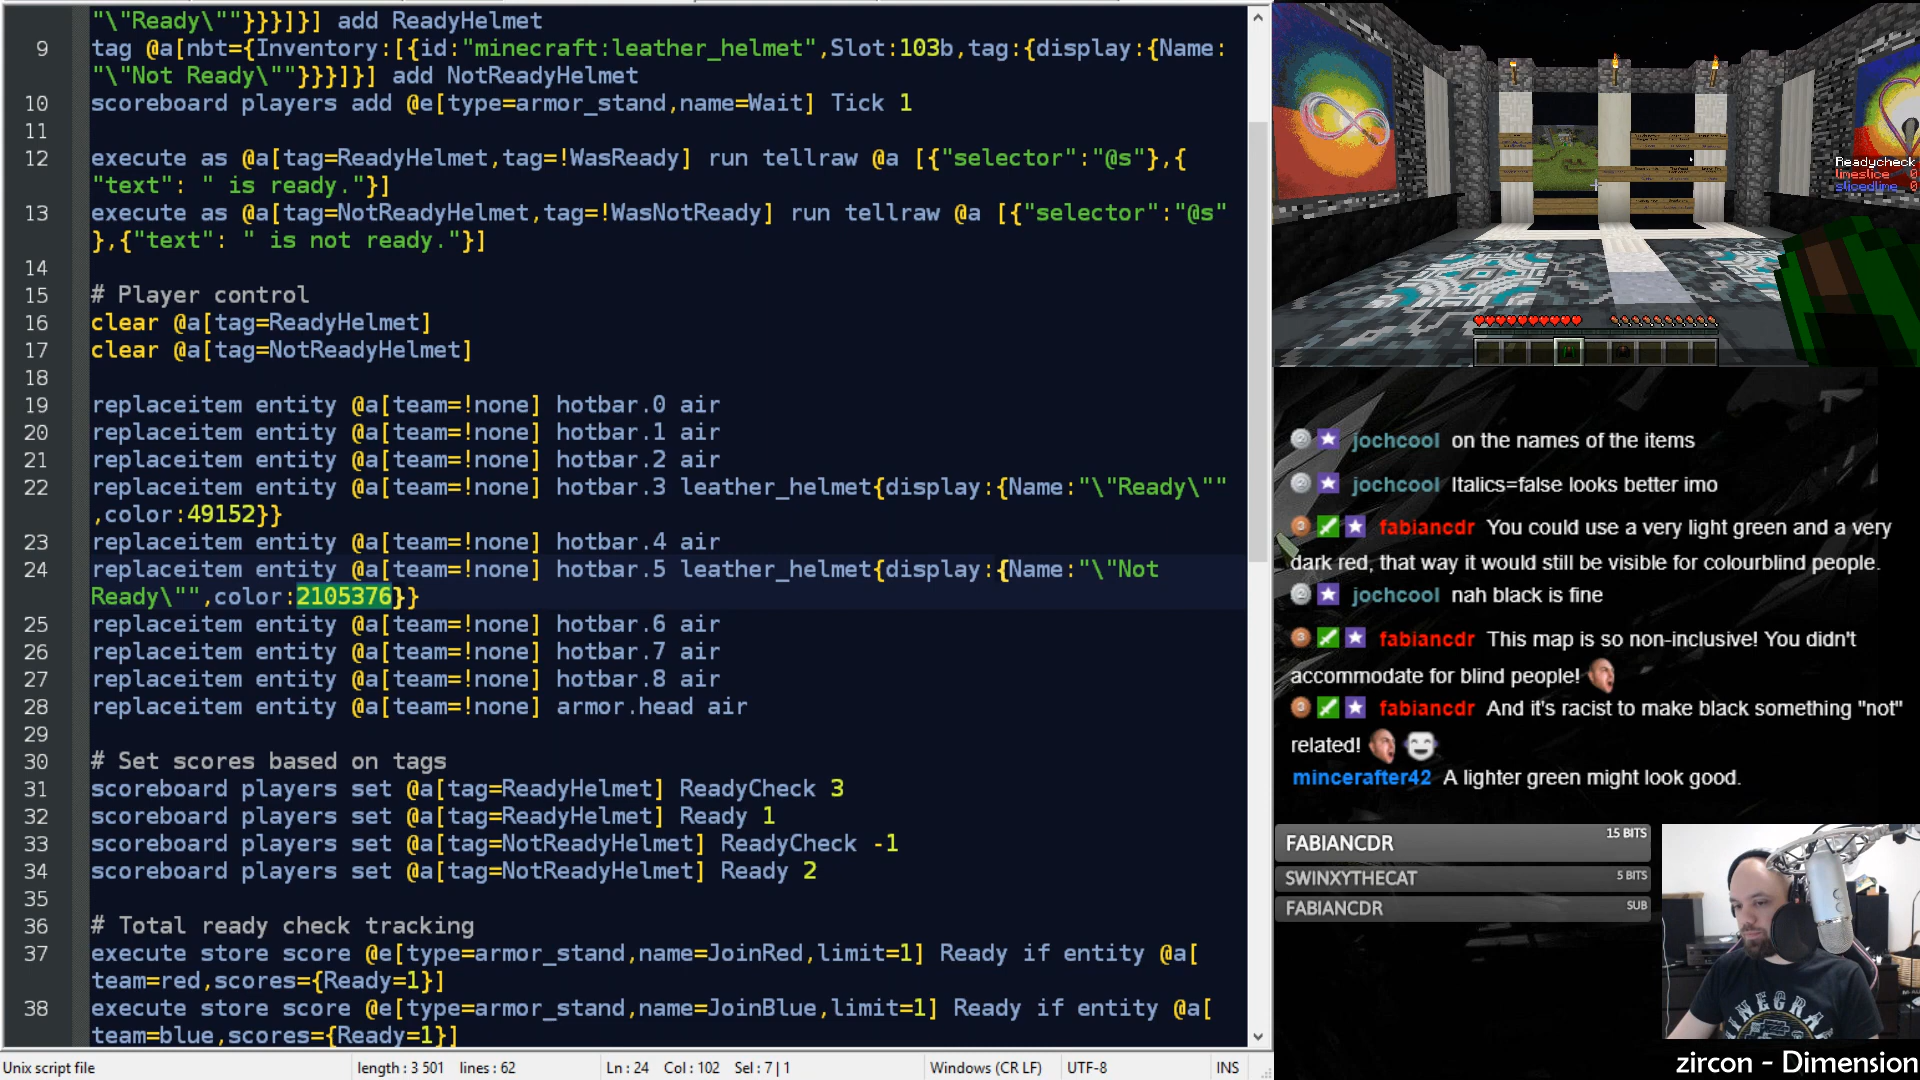 "\"Ready\""}}}]}] add ReadyHelmet
9 tag @a[nbt={Inventory:[{id:"minecraft:leather_helmet",Slot:103b,tag:{display:{Name:
"\"Not Ready\""}}}]}] add NotReadyHelmet
10 scoreboard players add @e[type=armor_stand,name=Wait] Tick 1
11
12 execute as @a[tag=ReadyHelmet,tag=!WasReady] run tellraw @a [{"selector":"@s"},{
"text": " is ready."}]
13 execute as @a[tag=NotReadyHelmet,tag=!WasNotReady] run tellraw @a [{"selector":"@s"
},{"text": " is not ready."}]
14
15 # Player control
16 clear @a[tag=ReadyHelmet]
17 clear @a[tag=NotReadyHelmet]
18
19 replaceitem entity @a[team=!none] hotbar.0 air
20 replaceitem entity @a[team=!none] hotbar.1 air
21 replaceitem entity @a[team=!none] hotbar.2 air
22 replaceitem entity @a[team=!none] hotbar.3 leather_helmet{display:{Name:"\"Ready\""
,color:49152}}
23 replaceitem entity @a[team=!none] hotbar.4 air
24 replaceitem entity @a[team=!none] hotbar.5 leather_helmet{display:{Name:"\"Not
Ready\"",color:2105376}}
25 replaceitem entity @a[team=!none] hotbar.6 air
26 replaceitem entity @a[team=!none] hotbar.7 air
27 replaceitem entity @a[team=!none] hotbar.8 air
28 replaceitem entity @a[team=!none] armor.head air
29
30 # Set scores based on tags
31 scoreboard players set @a[tag=ReadyHelmet] ReadyCheck 3
32 scoreboard players set @a[tag=ReadyHelmet] Ready 1
33 scoreboard players set @a[tag=NotReadyHelmet] ReadyCheck -1
34 scoreboard players set @a[tag=NotReadyHelmet] Ready 2
35
36 # Total ready check tracking
37 execute store score @e[type=armor_stand,name=JoinRed,limit=1] Ready if entity @a[
team=red,scores={Ready=1}]
38 execute store score @e[type=armor_stand,name=JoinBlue,limit=1] Ready if entity @a[
team=blue,scores={Ready=1}]
Unix script file length : 3 501 lines : 62 Ln : 24 Col : 102 Sel : 7 | 1 Windows (CR LF) UTF-8 INS
Readycheck
limeslice 0
slicedlime 0
jochcool on the names of the items
jochcool Italics=false looks better imo
fabiancdr You could use a very light green and a very
dark red, that way it would still be visible for colourblind people.
jochcool nah black is fine
fabiancdr This map is so non-inclusive! You didn't
accommodate for blind people!
fabiancdr And it's racist to make black something "not"
related!
mincerafter42 A lighter green might look good.
FABIANCDR 15 BITS
SWINXYTHECAT 5 BITS
FABIANCDR SUB
zircon - Dimension